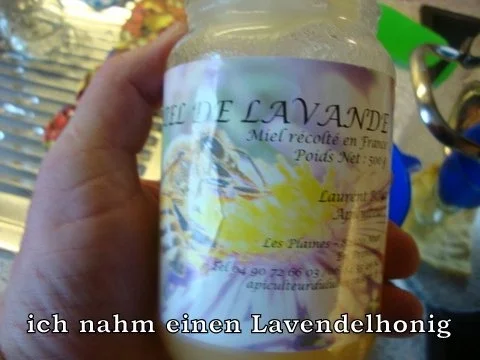 DE LAVANDE
Miel récolté en France
Poids Net : 500g
Laurent
Les Plaines -
Tel 04 90 72 66 03 / 06
ich nahm einen Lavendelhonig